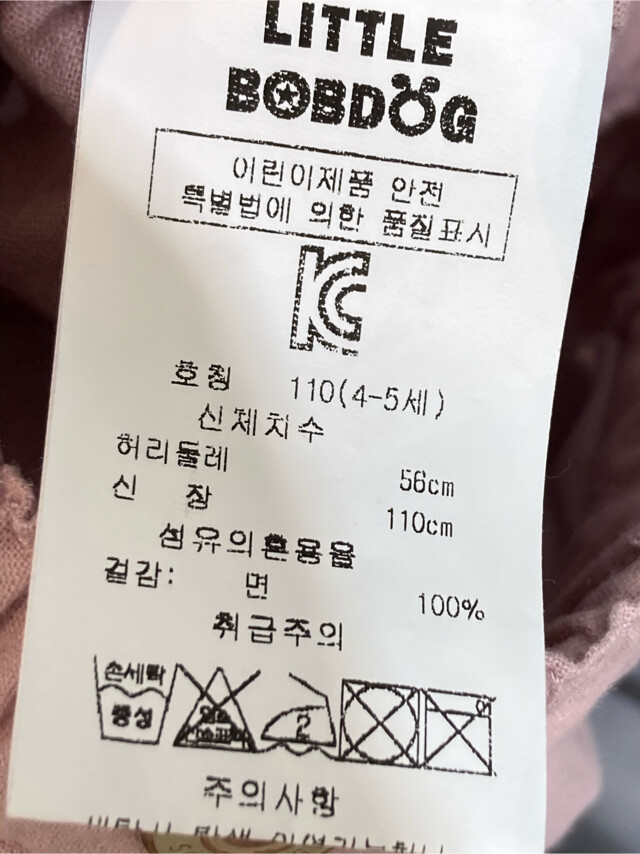 LITTLE
BOBDOG
어린이제품 안전
특별법에 의한 품질표시
KC
호칭 110(4-5세)
신체치수
허리둘레 56cm
신 장 110cm
섬유의혼용율
겉감: 면 100%
취급주의
손세탁
중성
2
주의사항